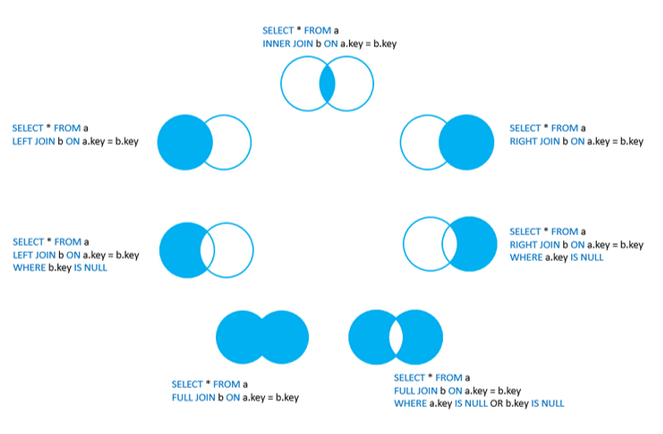 SELECT * FROM a
INNER JOIN b ON a.key = b.key
SELECT * FROM a
LEFT JOIN b ON a.key = b.key
SELECT * FROM a
RIGHT JOIN b ON a.key = b.key
SELECT * FROM a
LEFT JOIN b ON a.key = b.key
WHERE b.key IS NULL
SELECT * FROM a
RIGHT JOIN b ON a.key = b.key
WHERE a.key IS NULL
SELECT * FROM a
FULL JOIN b ON a.key = b.key
SELECT * FROM a
FULL JOIN b ON a.key = b.key
WHERE a.key IS NULL OR b.key IS NULL